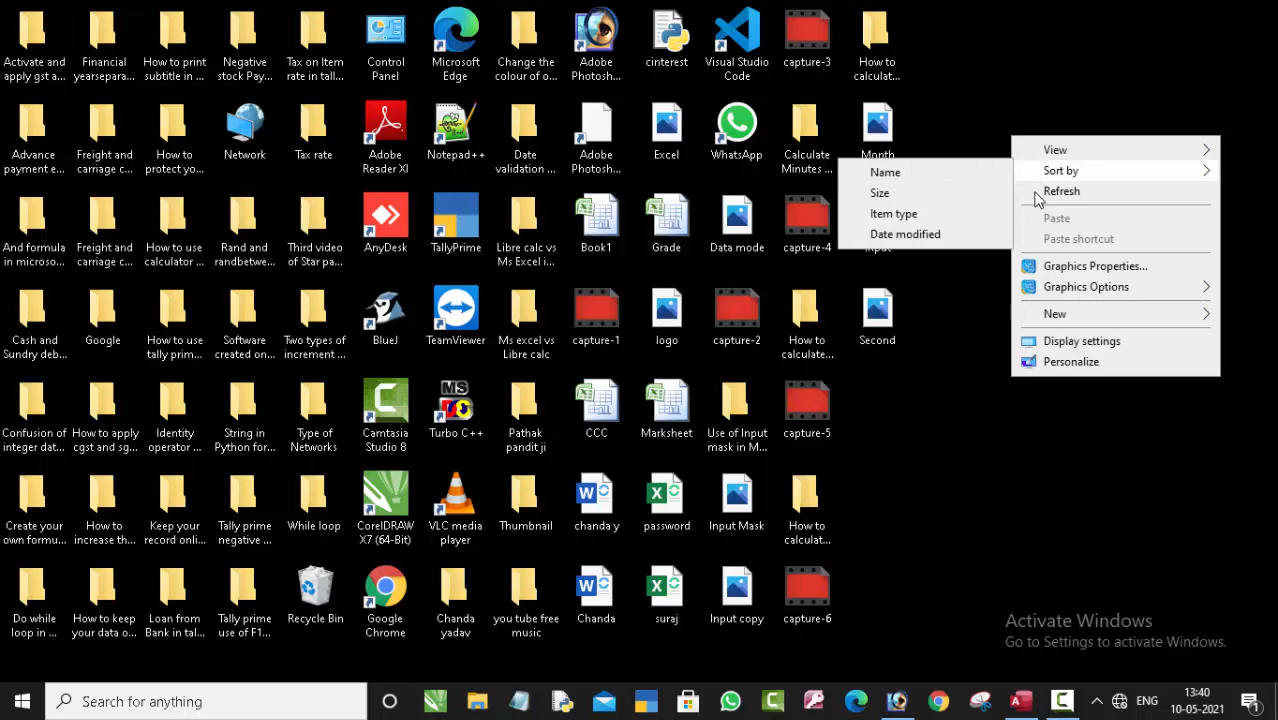 Activate and
apply gst a...
Financial
yearsepara...
How to print
subtitle in ...
Negative
stock Pay...
Tax on Item
rate in tall...
Control
Panel
Microsoft
Edge
Change the
colour of o...
Adobe
Photosh...
cinterest
Visual Studio
Code
capture-3
How to
calculat...
Advance
payment e...
Freight and
carriage c...
How to
protect yo...
Network
Tax rate
Adobe
Reader XI
Notepad++
Date
validation ...
Adobe
Photosh...
Excel
WhatsApp
Calculate
Minutes ...
Month
And formula
in microso...
Freight and
carriage c...
How to use
calculator ...
Rand and
randbetwe...
Third video
of Star pa...
AnyDesk
TallyPrime
Libre calc vs
Ms Excel i...
Book1
Grade
Data mode
capture-4
Input
Cash and
Sundry deb...
Google
How to use
tally prim...
Software
created on...
Two types of
increment ...
BlueJ
TeamViewer
Ms excel vs
Libre calc
capture-1
logo
capture-2
How to
calculate...
Second
Confusion of
integer dat...
How to apply
cgst and sg...
Identity
operator ...
String in
Python for...
Type of
Networks
Camtasia
Studio 8
Turbo C++
Pathak
pandit ji
CCC
Marksheet
Use of Input
mask in M...
capture-5
Create your
own formu...
How to
increase th...
Keep your
record onli...
Tally prime
negative ...
While loop
CorelDRAW
X7 (64-Bit)
VLC media
player
Thumbnail
chanda y
password
Input Mask
How to
calculat...
Do while
loop in ...
How to keep
your data o...
Loan from
Bank in tal...
Tally prime
use of F1...
Recycle Bin
Google
Chrome
Chanda
yadav
you tube free
music
Chanda
suraj
Input copy
capture-6
View
Sort by
Refresh
Paste
Paste shortcut
Graphics Properties...
Graphics Options
New
Display settings
Personalize
Name
Size
Item type
Date modified
Activate Windows
Go to Settings to activate Windows.
Search for anything
ENG
13:40
10-05-2021